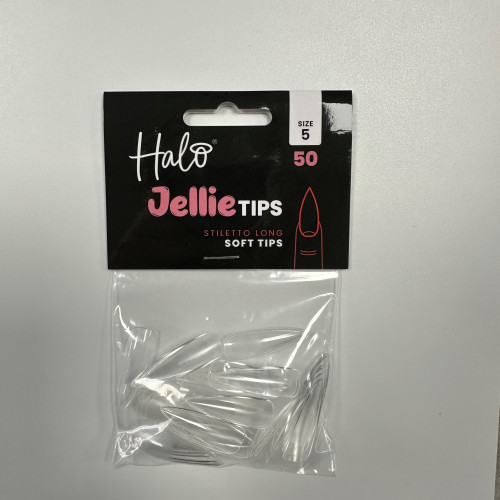 SIZE
5
50
Halo®
Jellie TIPS
STILETTO LONG
SOFT TIPS